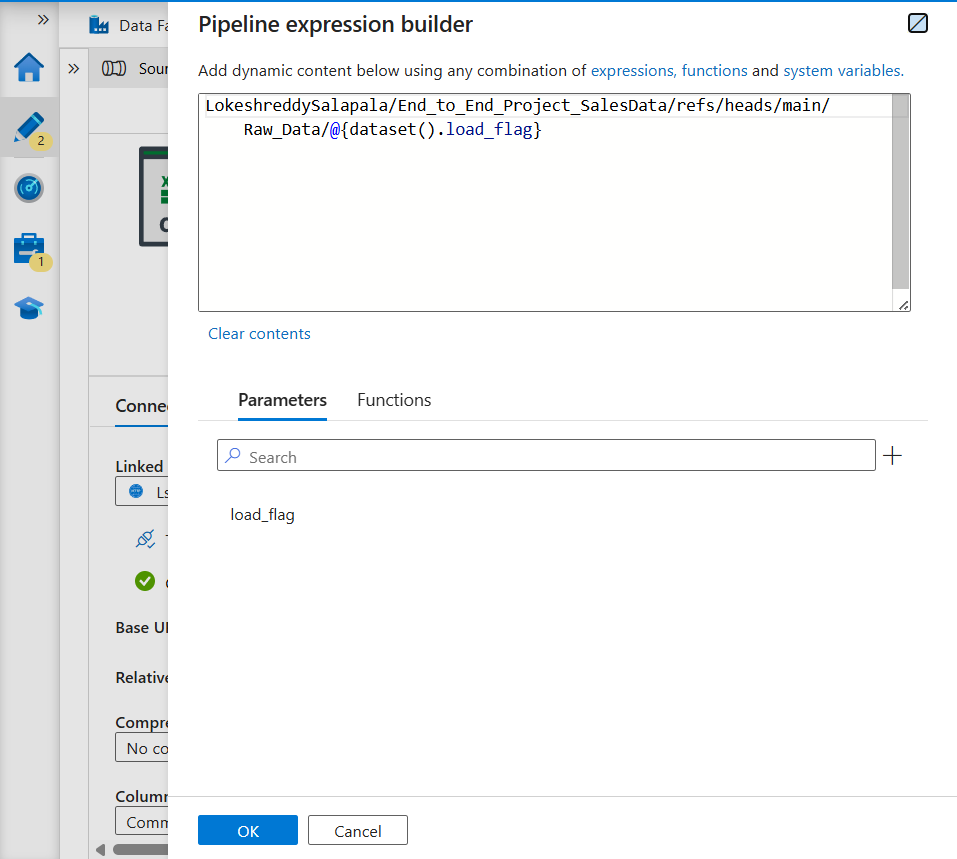 Data Fa
Pipeline expression builder
Sour
Add dynamic content below using any combination of expressions, functions and system variables.
LokeshreddySalapala/End_to_End_Project_SalesData/refs/heads/main/
Raw_Data/@{dataset().load_flag}
2
1
Clear contents
Parameters
Functions
Conne
Search
Linked
Ls
load_flag
Base U
Relative
Compre
No co
Column
Comm
OK
Cancel